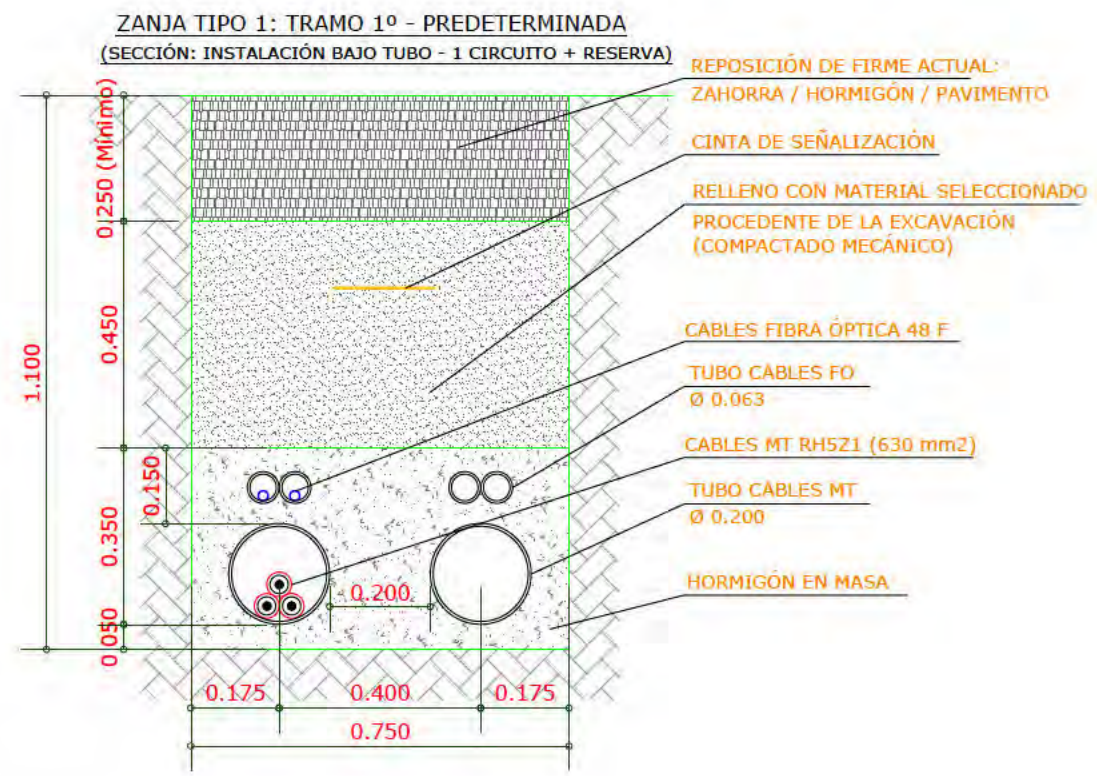 ZANJA TIPO 1: TRAMO 1º - PREDETERMINADA
(SECCIÓN: INSTALACIÓN BAJO TUBO - 1 CIRCUITO + RESERVA)
REPOSICIÓN DE FIRME ACTUAL:
ZAHORRA / HORMIGÓN / PAVIMENTO
CINTA DE SEÑALIZACIÓN
RELLENO CON MATERIAL SELECCIONADO
PROCEDENTE DE LA EXCAVACIÓN
(COMPACTADO MECÁNICO)
CABLES FIBRA ÓPTICA 48 F
TUBO CABLES FO
Ø 0.063
CABLES MT RH5Z1 (630 mm2)
TUBO CABLES MT
Ø 0.200
HORMIGÓN EN MASA
1.100
0.250 (Mínimo)
0.450
0.350
0.050
0.150
0.200
0.175
0.400
0.175
0.750